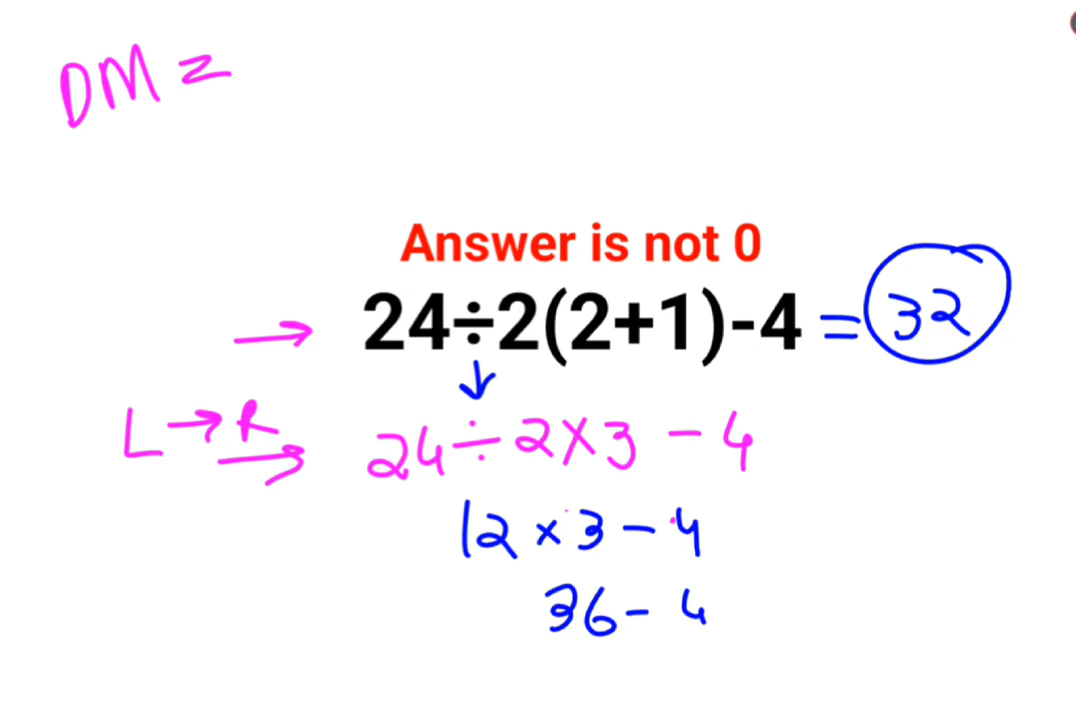 DM =
Answer is not 0
→ 24÷2(2+1)-4 = 32
↓
L → R → 24 ÷ 2 × 3 - 4
12 × 3 - 4
36 - 4